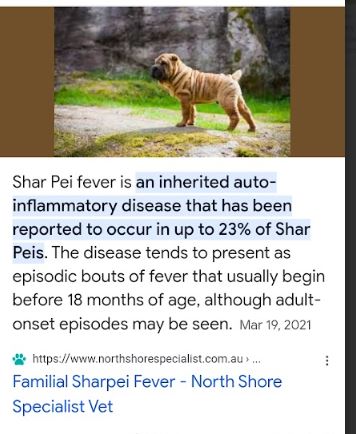 Shar Pei fever is an inherited auto-
inflammatory disease that has been
reported to occur in up to 23% of Shar
Peis. The disease tends to present as
episodic bouts of fever that usually begin
before 18 months of age, although adult-
onset episodes may be seen. Mar 19, 2021
https://www.northshorespecialist.com.au › ...
Familial Sharpei Fever - North Shore
Specialist Vet